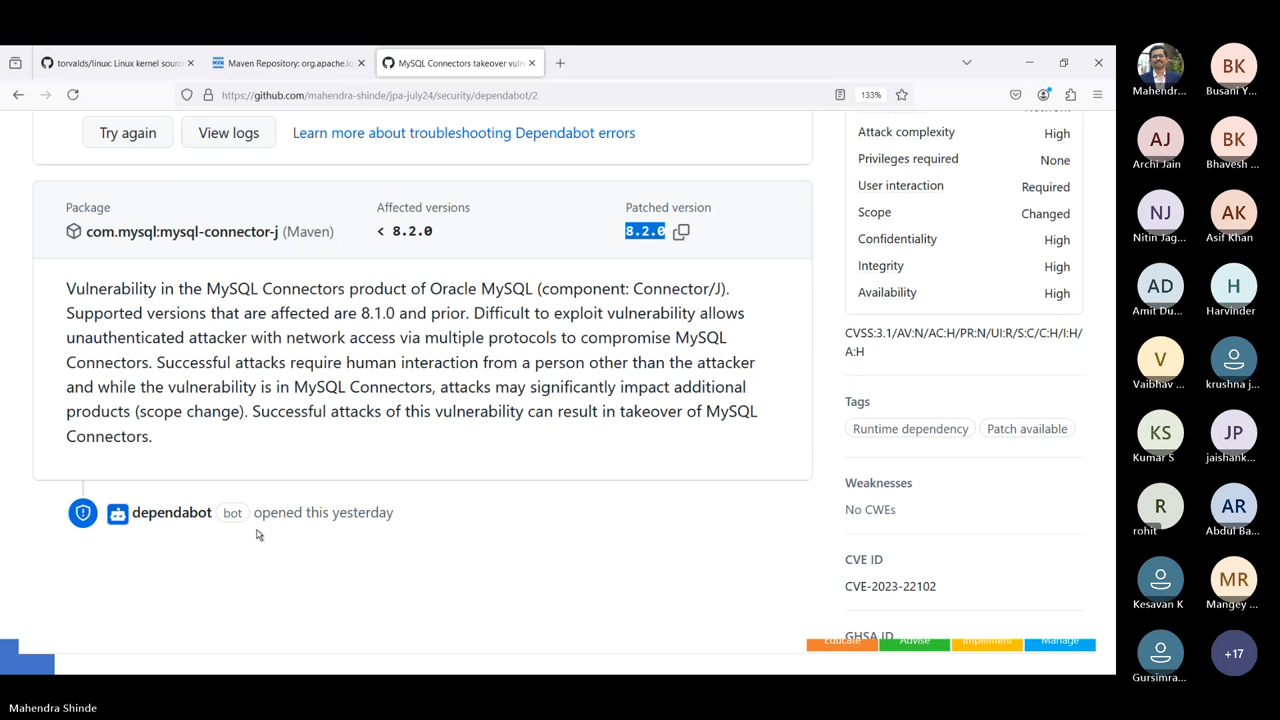 torvalds/linux: Linux kernel sourc
Maven Repository: org.apache.lo
MySQL Connectors takeover vuln
https://github.com/mahendra-shinde/jpa-july24/security/dependabot/2
133%
Try again
View logs
Learn more about troubleshooting Dependabot errors
Package
Affected versions
Patched version
com.mysql:mysql-connector-j (Maven)
< 8.2.0
8.2.0
Vulnerability in the MySQL Connectors product of Oracle MySQL (component: Connector/J).
Supported versions that are affected are 8.1.0 and prior. Difficult to exploit vulnerability allows
unauthenticated attacker with network access via multiple protocols to compromise MySQL
Connectors. Successful attacks require human interaction from a person other than the attacker
and while the vulnerability is in MySQL Connectors, attacks may significantly impact additional
products (scope change). Successful attacks of this vulnerability can result in takeover of MySQL
Connectors.
dependabot bot opened this yesterday
Attack complexity High
Privileges required None
User interaction Required
Scope Changed
Confidentiality High
Integrity High
Availability High
CVSS:3.1/AV:N/AC:H/PR:N/UI:R/S:C/C:H/I:H/
A:H
Tags
Runtime dependency
Patch available
Weaknesses
No CWEs
CVE ID
CVE-2023-22102
GHSA ID
Educate Advise Implement Manage
Mahendr...
BK
Busani Y...
AJ
Archi Jain
BK
Bhavesh ...
NJ
Nitin Jag...
AK
Asif Khan
AD
Amit Du...
H
Harvinder
V
Vaibhav ...
krushna j...
KS
Kumar S
JP
jaishank...
R
rohit
AR
Abdul Ba...
Kesavan K
MR
Mangey ...
Gursimra...
+17
Mahendra Shinde